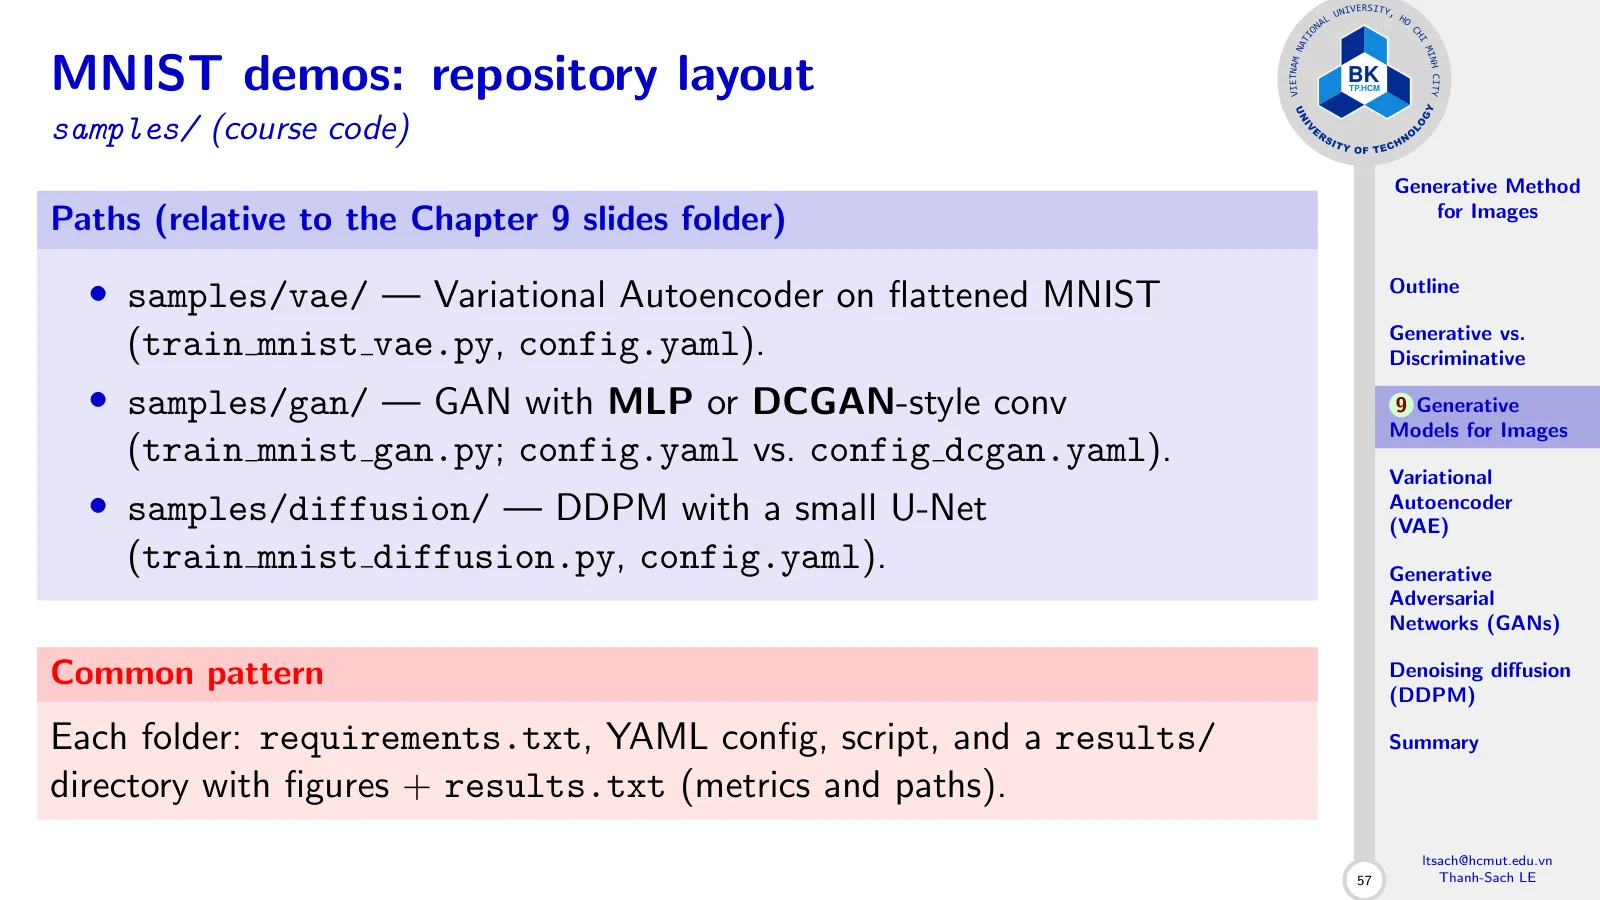 MNIST demos: repository layout
samples/ (course code)
Paths (relative to the Chapter 9 slides folder)
• samples/vae/ — Variational Autoencoder on flattened MNIST
(train_mnist_vae.py, config.yaml).
• samples/gan/ — GAN with MLP or DCGAN-style conv
(train_mnist_gan.py; config.yaml vs. config_dcgan.yaml).
• samples/diffusion/ — DDPM with a small U-Net
(train_mnist_diffusion.py, config.yaml).
Common pattern
Each folder: requirements.txt, YAML config, script, and a results/
directory with figures + results.txt (metrics and paths).
VIETNAM NATIONAL UNIVERSITY, HO CHI MINH CITY
BK
TP.HCM
UNIVERSITY OF TECHNOLOGY
Generative Method
for Images
Outline
Generative vs.
Discriminative
9 Generative
Models for Images
Variational
Autoencoder
(VAE)
Generative
Adversarial
Networks (GANs)
Denoising diffusion
(DDPM)
Summary
ltsach@hcmut.edu.vn
Thanh-Sach LE
57